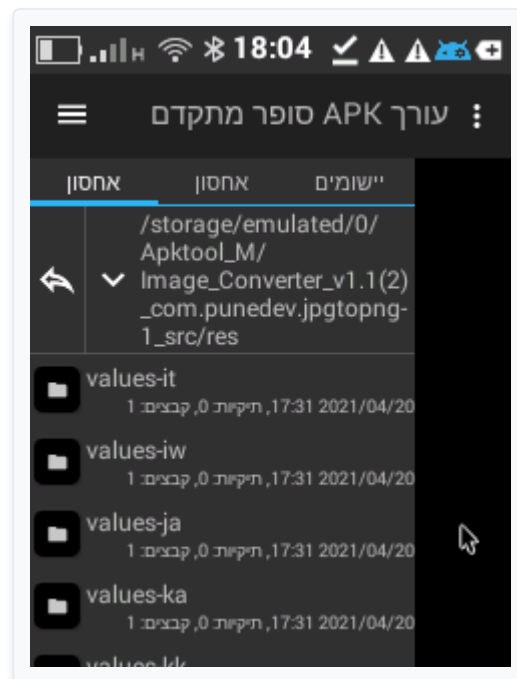 18:04
עורך APK סופר מתקדם
אחסון אחסון יישומים
/storage/emulated/0/
Apktool_M/
Image_Converter_v1.1(2)
_com.punedev.jpgtopng-
1_src/res
values-it
17:31 2021/04/20, תיקיות: 0, קבצים: 1
values-iw
17:31 2021/04/20, תיקיות: 0, קבצים: 1
values-ja
17:31 2021/04/20, תיקיות: 0, קבצים: 1
values-ka
17:31 2021/04/20, תיקיות: 0, קבצים: 1
values-kk